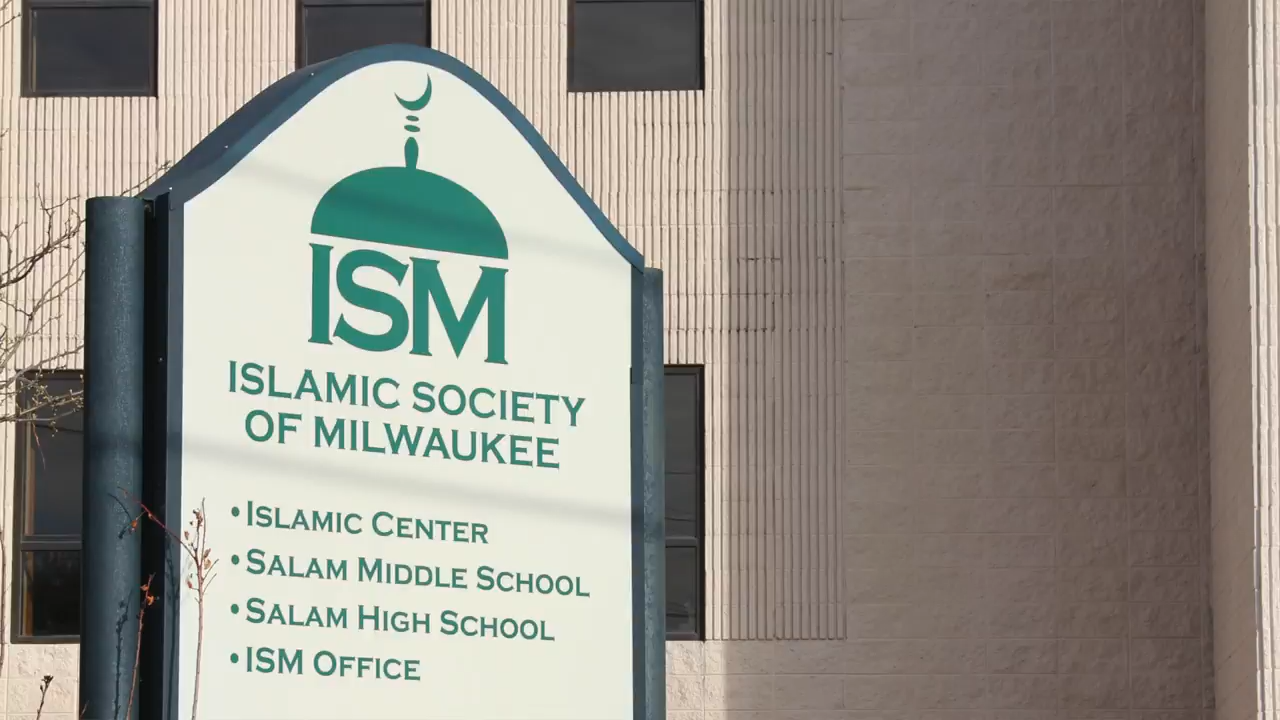 ISM
ISLAMIC SOCIETY
OF MILWAUKEE
• ISLAMIC CENTER
• SALAM MIDDLE SCHOOL
• SALAM HIGH SCHOOL
• ISM OFFICE